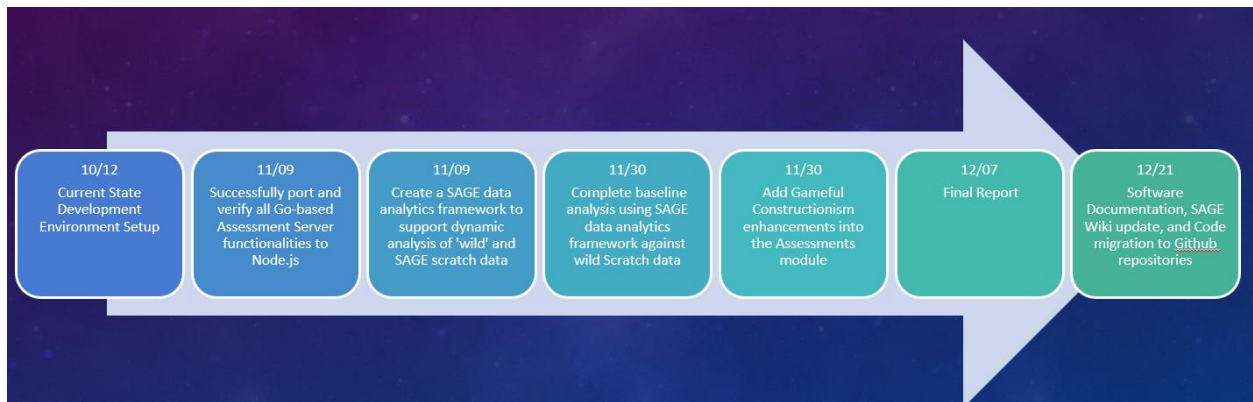 10/12
Current State
Development
Environment Setup
11/09
Successfully port and
verify all Go-based
Assessment Server
functionalities to
Node.js
11/09
Create a SAGE data
analytics framework to
support dynamic
analysis of 'wild' and
SAGE scratch data
11/30
Complete baseline
analysis using SAGE
data analytics
framework against
wild Scratch data
11/30
Add Gameful
Constructionism
enhancements into
the Assessments
module
12/07
Final Report
12/21
Software
Documentation, SAGE
Wiki update, and Code
migration to Github
repositories